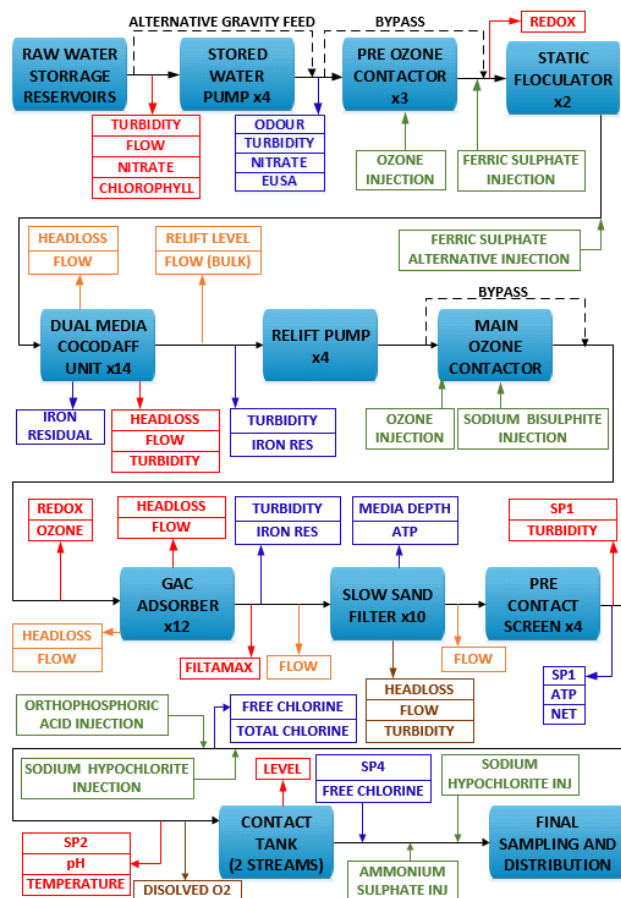 ALTERNATIVE GRAVITY FEED
BYPASS
REDOX
RAW WATER
STORRAGE
RESERVOIRS
STORED
WATER
PUMP x4
PRE OZONE
CONTACTOR
x3
STATIC
FLOCULATOR
x2
TURBIDITY
FLOW
NITRATE
CHLOROPHYLL
ODOUR
TURBIDITY
NITRATE
EUSA
OZONE
INJECTION
FERRIC SULPHATE
INJECTION
HEADLOSS
FLOW
RELIFT LEVEL
FLOW (BULK)
FERRIC SULPHATE
ALTERNATIVE INJECTION
BYPASS
DUAL MEDIA
COCODAFF
UNIT x14
RELIFT PUMP
x4
MAIN
OZONE
CONTACTOR
IRON
RESIDUAL
HEADLOSS
FLOW
TURBIDITY
TURBIDITY
IRON RES
OZONE
INJECTION
SODIUM BISULPHITE
INJECTION
REDOX
OZONE
HEADLOSS
FLOW
TURBIDITY
IRON RES
MEDIA DEPTH
ATP
SP1
TURBIDITY
GAC
ADSORBER
x12
SLOW SAND
FILTER x10
PRE
CONTACT
SCREEN x4
HEADLOSS
FLOW
FILTAMAX
FLOW
HEADLOSS
FLOW
TURBIDITY
FLOW
SP1
ATP
NET
ORTHOPHOSPHORIC
ACID INJECTION
FREE CHLORINE
TOTAL CHLORINE
SODIUM HYPOCHLORITE
INJECTION
LEVEL
SP4
FREE CHLORINE
SODIUM
HYPOCHLORITE INJ
SP2
pH
TEMPERATURE
DISOLVED O2
CONTACT
TANK
(2 STREAMS)
AMMONIUM
SULPHATE INJ
FINAL
SAMPLING AND
DISTRIBUTION